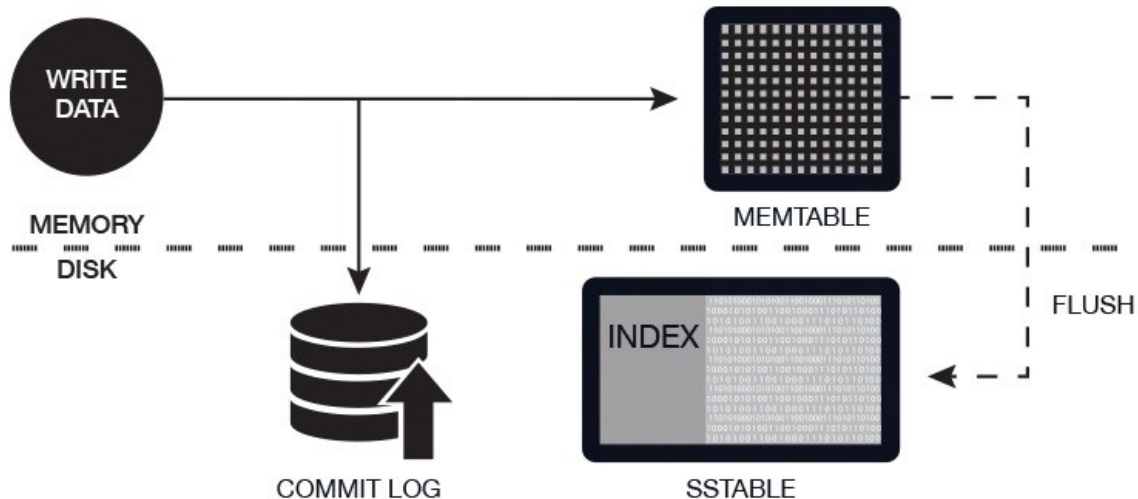 WRITE
DATA
MEMTABLE
MEMORY
DISK
INDEX
FLUSH
COMMIT LOG
SSTABLE